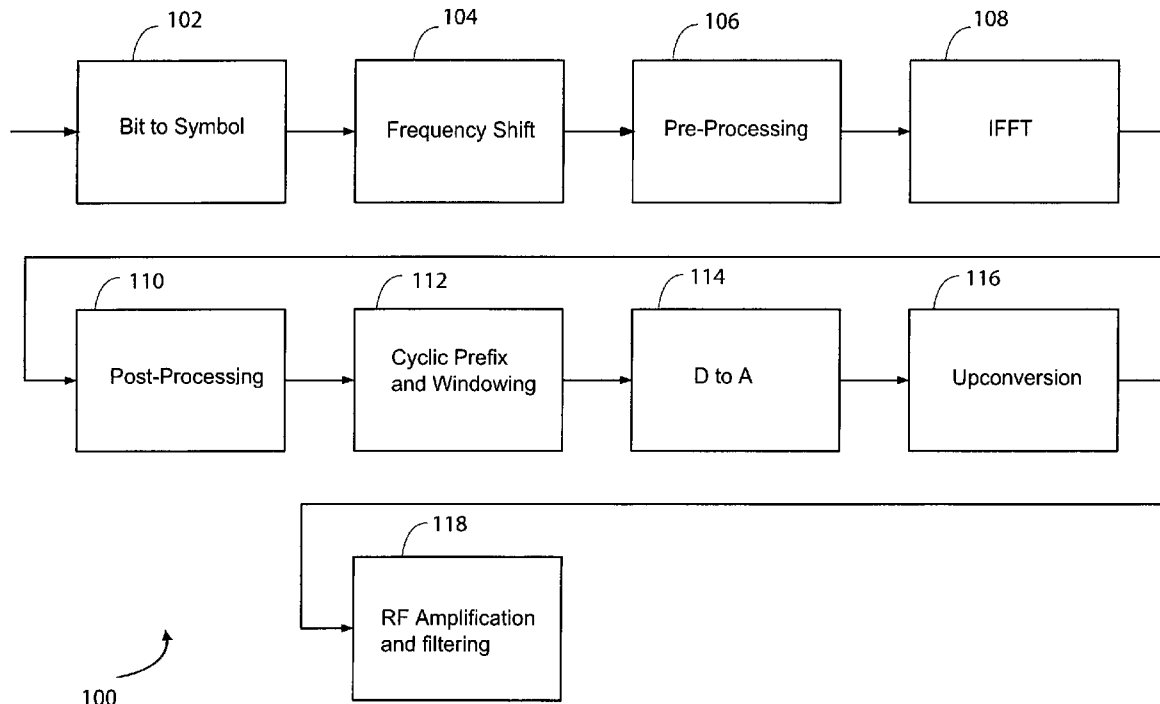 102
104
106
108
Bit to Symbol
Frequency Shift
Pre-Processing
IFFT
110
112
114
116
Post-Processing
Cyclic Prefix
and Windowing
D to A
Upconversion
118
RF Amplification
and filtering
100